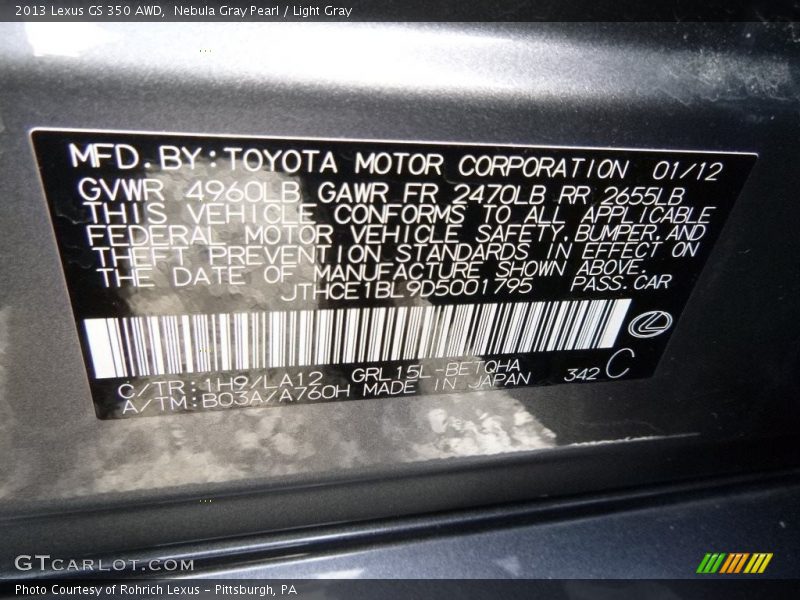 2013 Lexus GS 350 AWD, Nebula Gray Pearl / Light Gray
MFD. BY: TOYOTA MOTOR CORPORATION 01/12
GVWR 4960LB GAWR FR 2470LB RR 2655LB
THIS VEHICLE CONFORMS TO ALL APPLICABLE
FEDERAL MOTOR VEHICLE SAFETY, BUMPER, AND
THEFT PREVENTION STANDARDS IN EFFECT ON
THE DATE OF MANUFACTURE SHOWN ABOVE.
JTHCE1BL9D5001795 PASS. CAR
C/TR: 1H9/LA12 GRL15L-BETQHA
A/TM: B03A/A760H MADE IN JAPAN 342 C
GTCARLOT.COM
Photo Courtesy of Rohrich Lexus - Pittsburgh, PA